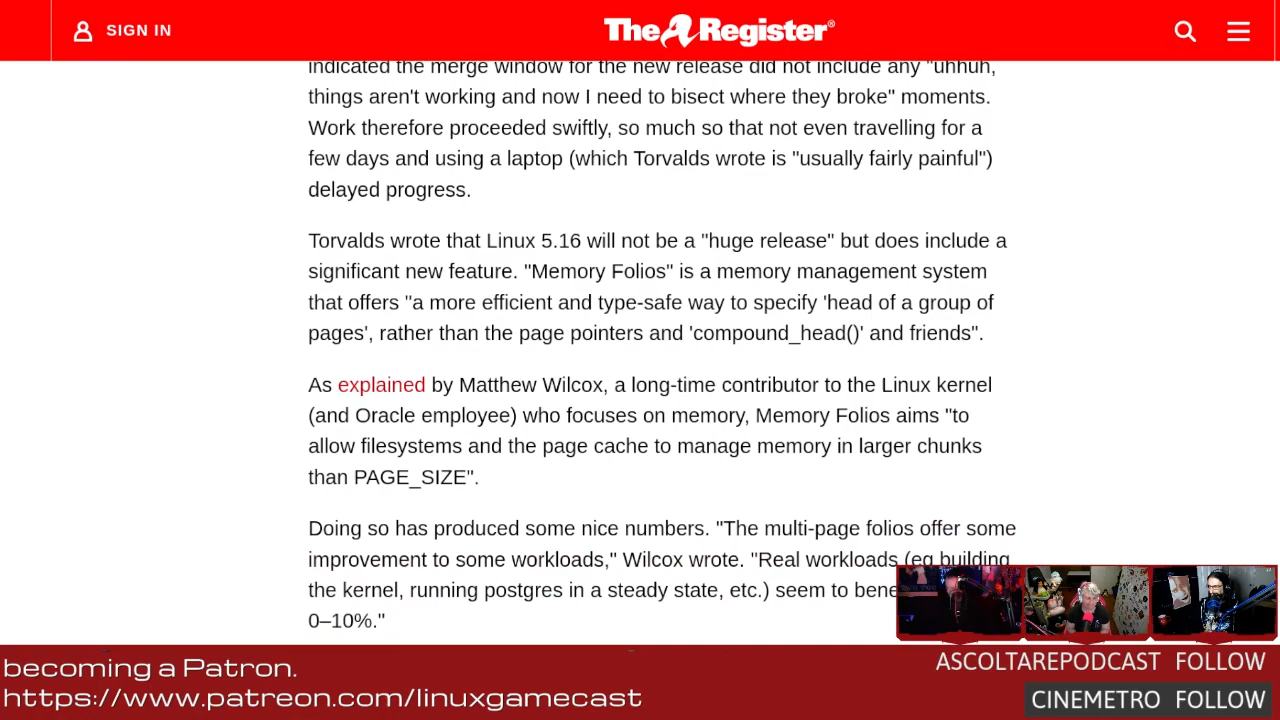 SIGN IN
The Register®
indicated the merge window for the new release did not include any "uhhuh,
things aren't working and now I need to bisect where they broke" moments.
Work therefore proceeded swiftly, so much so that not even travelling for a
few days and using a laptop (which Torvalds wrote is "usually fairly painful")
delayed progress.
Torvalds wrote that Linux 5.16 will not be a "huge release" but does include a
significant new feature. "Memory Folios" is a memory management system
that offers "a more efficient and type-safe way to specify 'head of a group of
pages', rather than the page pointers and 'compound_head()' and friends".
As explained by Matthew Wilcox, a long-time contributor to the Linux kernel
(and Oracle employee) who focuses on memory, Memory Folios aims "to
allow filesystems and the page cache to manage memory in larger chunks
than PAGE_SIZE".
Doing so has produced some nice numbers. "The multi-page folios offer some
improvement to some workloads," Wilcox wrote. "Real workloads (eg building
the kernel, running postgres in a steady state, etc.) seem to bene
0–10%."
becoming a Patron.
https://www.patreon.com/linuxgamecast
ASCOLTAREPODCAST FOLLOW
CINEMETRO FOLLOW